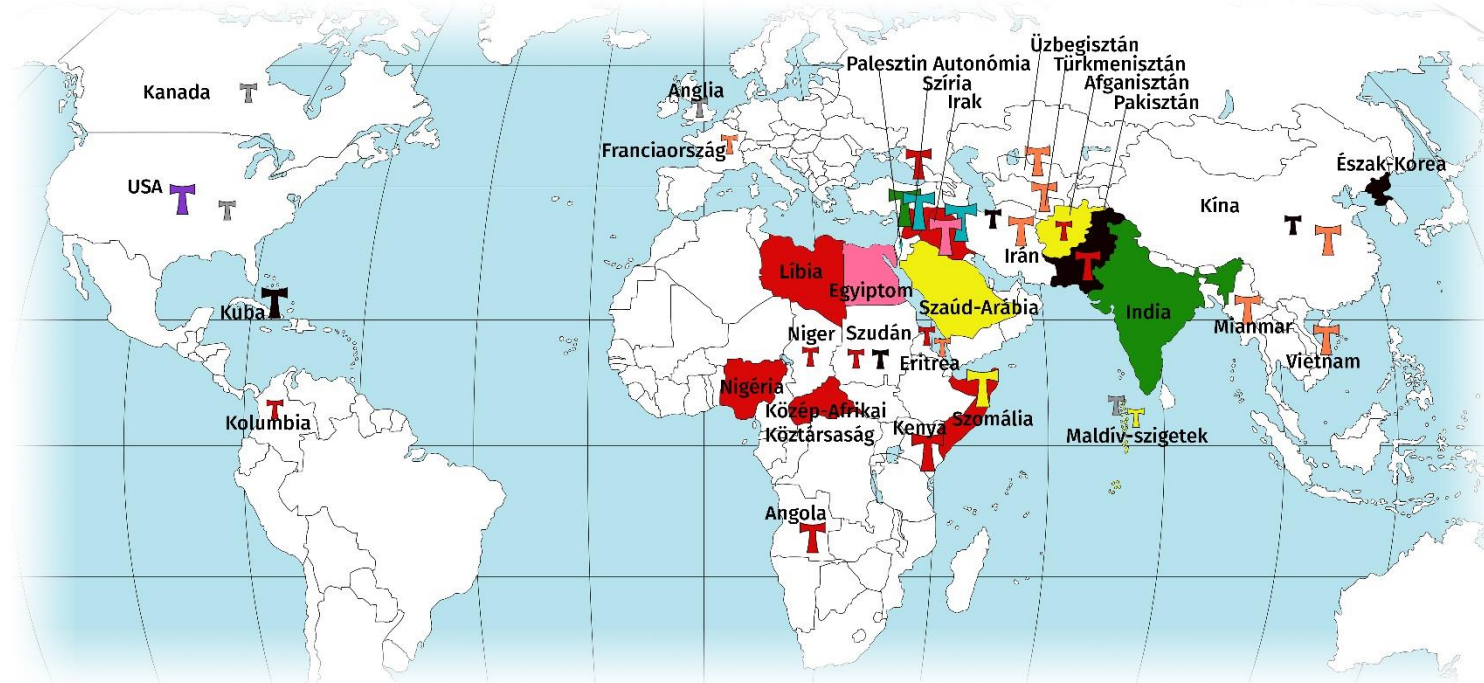 Kanada
Anglia
Franciaország
USA
Kuba
Kolumbia
Palesztin Autonómia
Szíria
Irak
Üzbegisztán
Türkmenisztán
Afganisztán
Pakisztán
Észak-Korea
Kína
Irán
Líbia
Egyiptom
Szaúd-Arábia
India
Mianmar
Vietnam
Niger
Szudán
Eritrea
Nigéria
Közép-Afrikai
Köztársaság
Kenya
Szomália
Maldív-szigetek
Angola